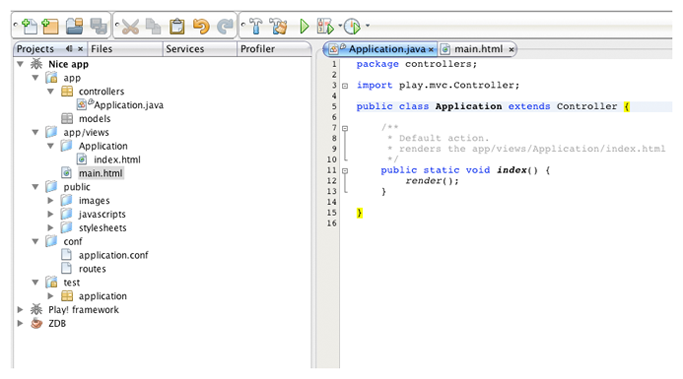 Projects
Files
Services
Profiler
Nice app
app
controllers
Application.java
models
app/views
Application
index.html
main.html
public
images
javascripts
stylesheets
conf
application.conf
routes
test
application
Play! framework
ZDB
Application.java
main.html
1 package controllers;
2
3 import play.mvc.Controller;
4
5 public class Application extends Controller {
6
7 /**
8 * Default action.
9 * renders the app/views/Application/index.html
10 */
11 public static void index() {
12 render();
13 }
14
15 }
16